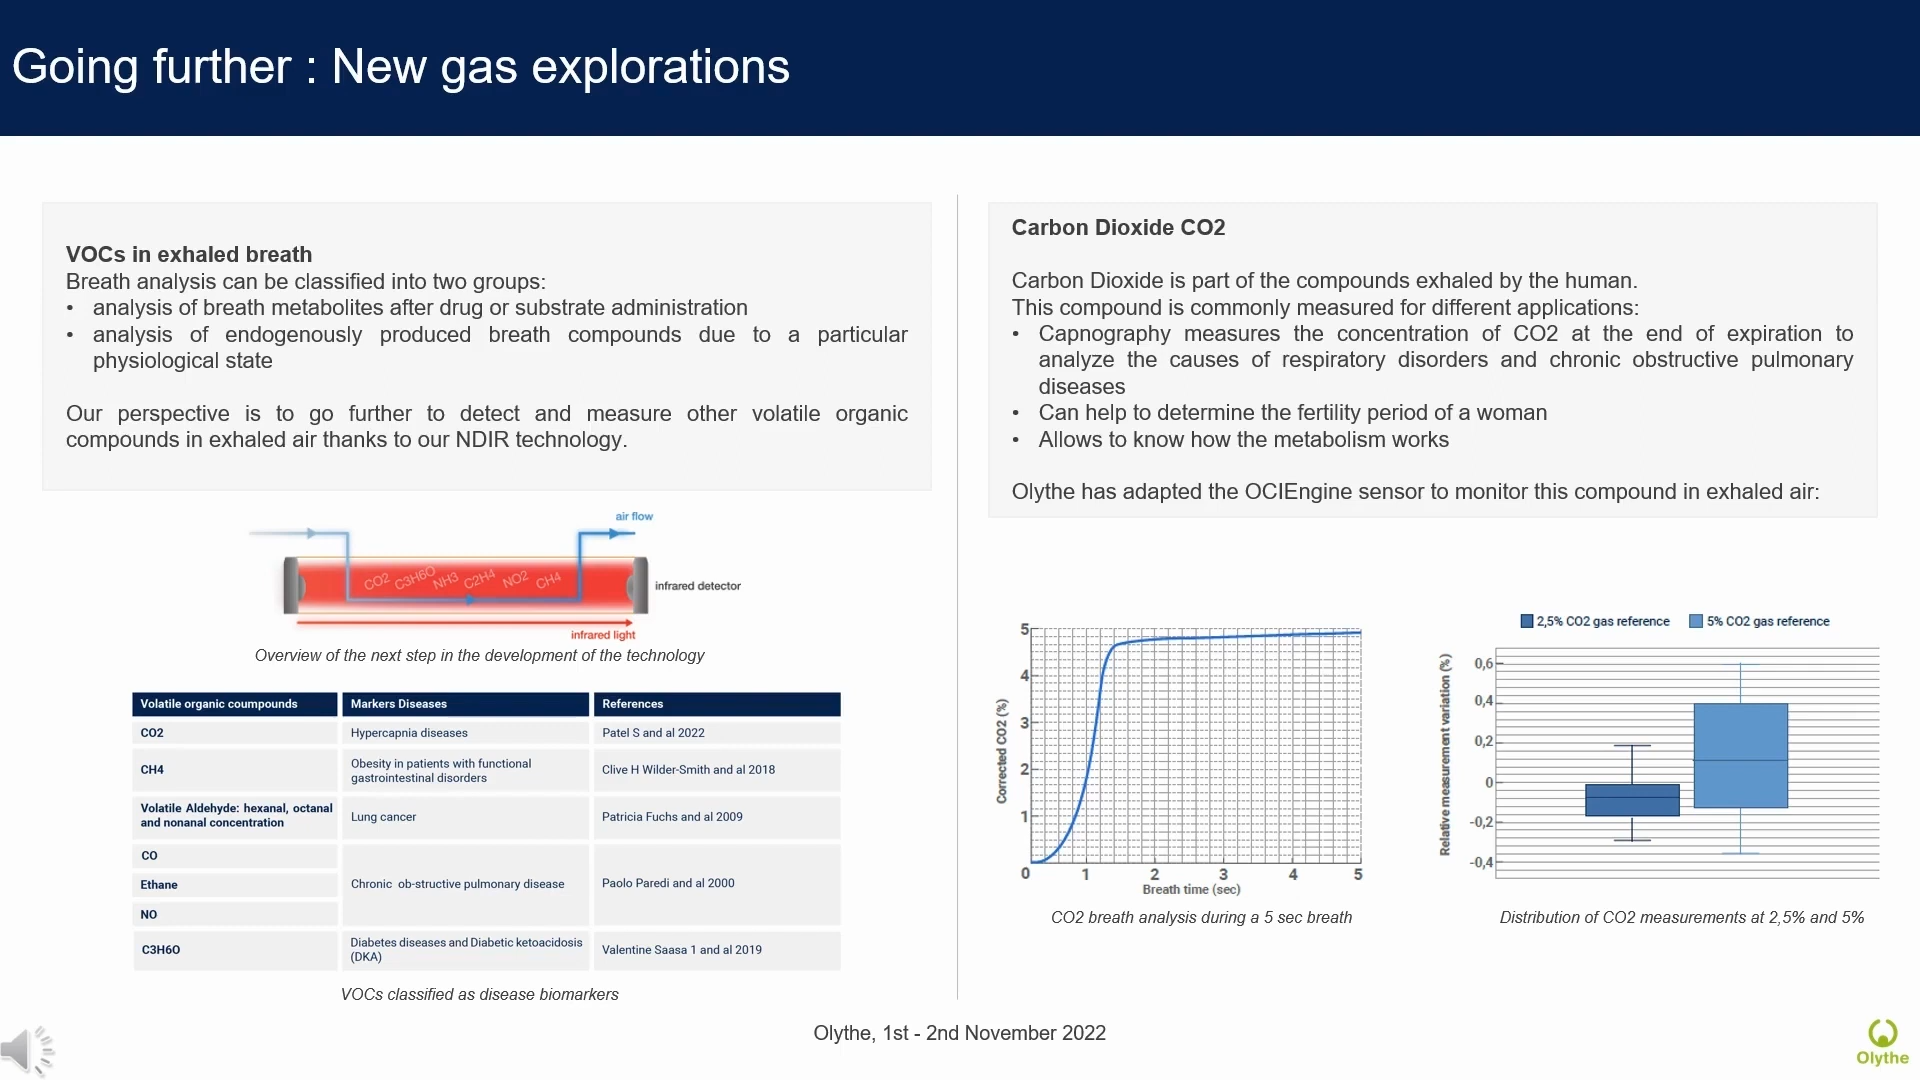 Going further : New gas explorations
VOCs in exhaled breath
Breath analysis can be classified into two groups:
• analysis of breath metabolites after drug or substrate administration
• analysis of endogenously produced breath compounds due to a particular
physiological state
Our perspective is to go further to detect and measure other volatile organic
compounds in exhaled air thanks to our NDIR technology.
air flow
CO2 C3H6O NH3 C2H4 NO2 CH4
infrared detector
infrared light
Overview of the next step in the development of the technology
Volatile organic coumpounds Markers Diseases References
CO2 Hypercapnia diseases Patel S and al 2022
CH4 Obesity in patients with functional
gastrointestinal disorders Clive H Wilder-Smith and al 2018
Volatile Aldehyde: hexanal, octanal
and nonanal concentration Lung cancer Patricia Fuchs and al 2009
CO
Ethane Chronic ob-structive pulmonary disease Paolo Paredi and al 2000
NO
C3H6O Diabetes diseases and Diabetic ketoacidosis
(DKA) Valentine Saasa 1 and al 2019
VOCs classified as disease biomarkers
Carbon Dioxide CO2
Carbon Dioxide is part of the compounds exhaled by the human.
This compound is commonly measured for different applications:
• Capnography measures the concentration of CO2 at the end of expiration to
analyze the causes of respiratory disorders and chronic obstructive pulmonary
diseases
• Can help to determine the fertility period of a woman
• Allows to know how the metabolism works
Olythe has adapted the OCIEngine sensor to monitor this compound in exhaled air:
Corrected CO2 (%)
5
4
3
2
1
0 1 2 3 4 5
Breath time (sec)
CO2 breath analysis during a 5 sec breath
2,5% CO2 gas reference 5% CO2 gas reference
Relative measurement variation (%)
0,6
0,4
0,2
0
-0,2
-0,4
Distribution of CO2 measurements at 2,5% and 5%
Olythe, 1st - 2nd November 2022
Olythe